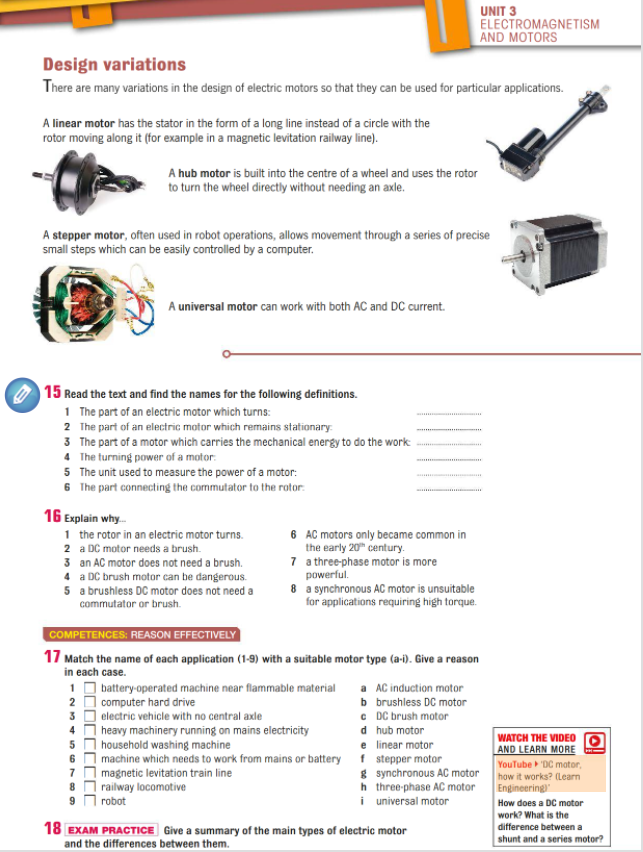 UNIT 3
ELECTROMAGNETISM
AND MOTORS
Design variations
There are many variations in the design of electric motors so that they can be used for particular applications.
A linear motor has the stator in the form of a long line instead of a circle with the
rotor moving along it (for example in a magnetic levitation railway line).
A hub motor is built into the centre of a wheel and uses the rotor
to turn the wheel directly without needing an axle.
A stepper motor, often used in robot operations, allows movement through a series of precise
small steps which can be easily controlled by a computer.
A universal motor can work with both AC and DC current.
15 Read the text and find the names for the following definitions.
1 The part of an electric motor which turns: ..............................
2 The part of an electric motor which remains stationary: ..............................
3 The part of a motor which carries the mechanical energy to do the work: ..............................
4 The turning power of a motor: ..............................
5 The unit used to measure the power of a motor: ..............................
6 The part connecting the commutator to the rotor: ..............................
16 Explain why...
1 the rotor in an electric motor turns.
2 a DC motor needs a brush.
3 an AC motor does not need a brush.
4 a DC brush motor can be dangerous.
5 a brushless DC motor does not need a
commutator or brush.
6 AC motors only became common in
the early 20th century.
7 a three-phase motor is more
powerful.
8 a synchronous AC motor is unsuitable
for applications requiring high torque.
COMPETENCES: REASON EFFECTIVELY
17 Match the name of each application (1-9) with a suitable motor type (a-i). Give a reason
in each case.
1 battery-operated machine near flammable material
2 computer hard drive
3 electric vehicle with no central axle
4 heavy machinery running on mains electricity
5 household washing machine
6 machine which needs to work from mains or battery
7 magnetic levitation train line
8 railway locomotive
9 robot
a AC induction motor
b brushless DC motor
c DC brush motor
d hub motor
e linear motor
f stepper motor
g synchronous AC motor
h three-phase AC motor
i universal motor
WATCH THE VIDEO
AND LEARN MORE
YouTube 'DC motor,
how it works? (Learn
Engineering)'
How does a DC motor
work? What is the
difference between a
shunt and a series motor?
18 EXAM PRACTICE Give a summary of the main types of electric motor
and the differences between them.